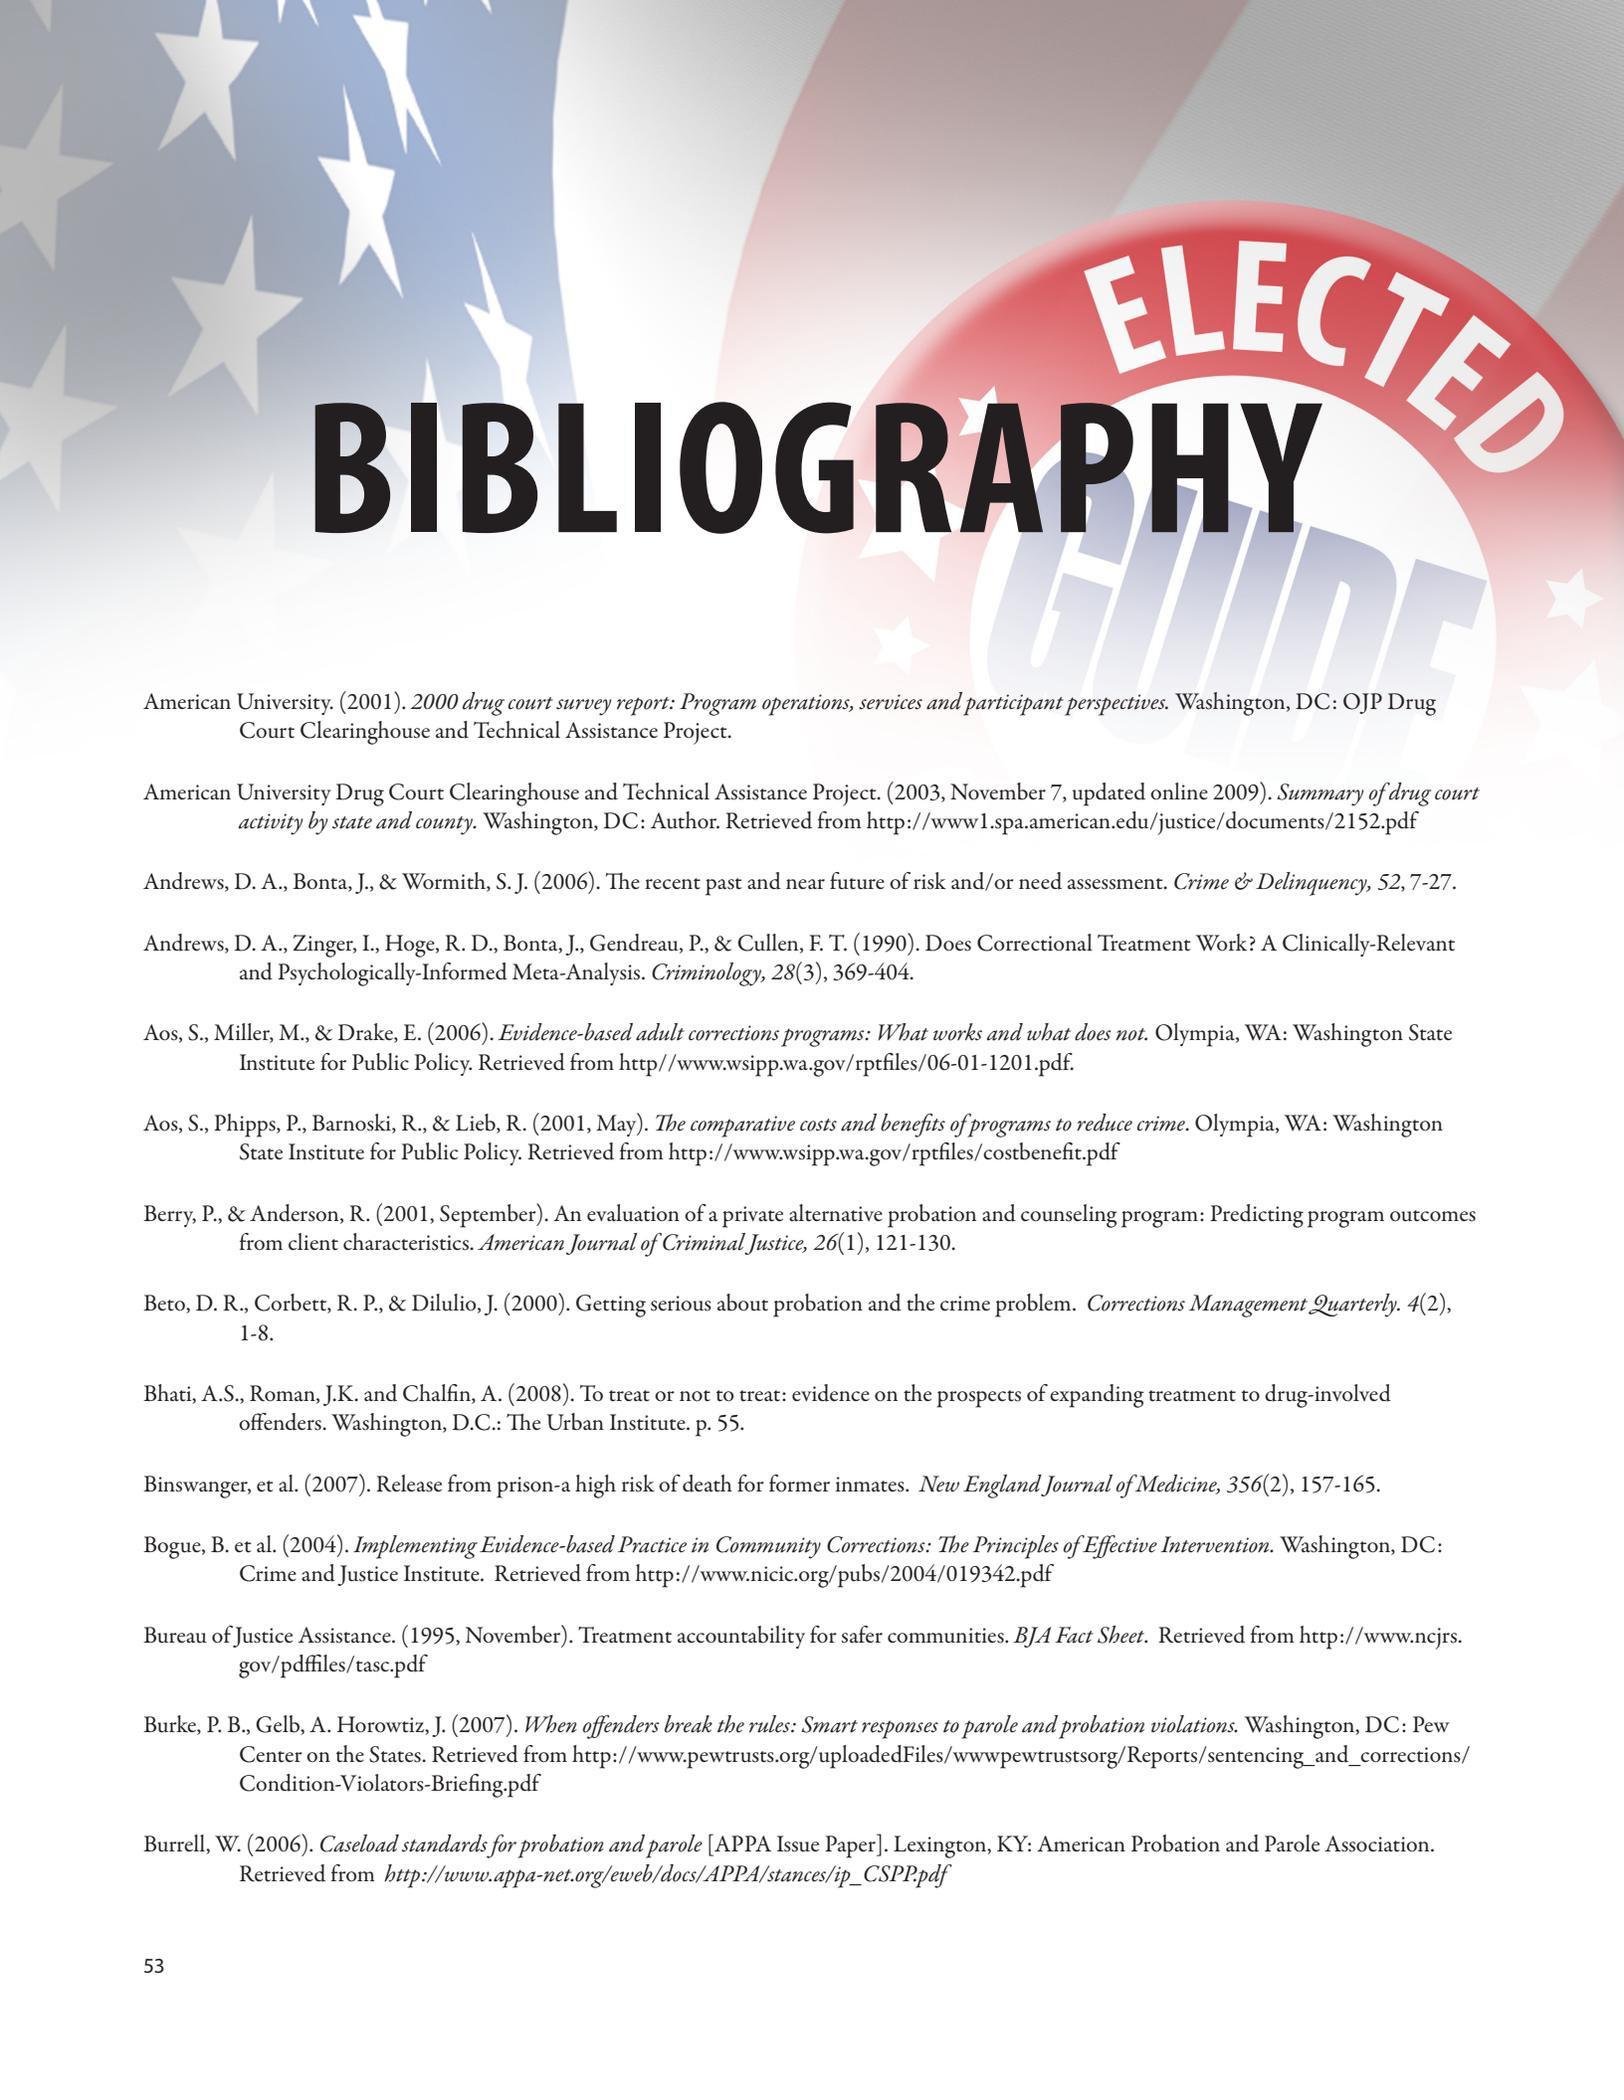 ELECTED
GUIDE
BIBLIOGRAPHY
American University. (2001). 2000 drug court survey report: Program operations, services and participant perspectives. Washington, DC: OJP Drug
Court Clearinghouse and Technical Assistance Project.
American University Drug Court Clearinghouse and Technical Assistance Project. (2003, November 7, updated online 2009). Summary of drug court
activity by state and county. Washington, DC: Author. Retrieved from http://www1.spa.american.edu/justice/documents/2152.pdf
Andrews, D. A., Bonta, J., & Wormith, S. J. (2006). The recent past and near future of risk and/or need assessment. Crime & Delinquency, 52, 7-27.
Andrews, D. A., Zinger, I., Hoge, R. D., Bonta, J., Gendreau, P., & Cullen, F. T. (1990). Does Correctional Treatment Work? A Clinically-Relevant
and Psychologically-Informed Meta-Analysis. Criminology, 28(3), 369-404.
Aos, S., Miller, M., & Drake, E. (2006). Evidence-based adult corrections programs: What works and what does not. Olympia, WA: Washington State
Institute for Public Policy. Retrieved from http//www.wsipp.wa.gov/rptfiles/06-01-1201.pdf.
Aos, S., Phipps, P., Barnoski, R., & Lieb, R. (2001, May). The comparative costs and benefits of programs to reduce crime. Olympia, WA: Washington
State Institute for Public Policy. Retrieved from http://www.wsipp.wa.gov/rptfiles/costbenefit.pdf
Berry, P., & Anderson, R. (2001, September). An evaluation of a private alternative probation and counseling program: Predicting program outcomes
from client characteristics. American Journal of Criminal Justice, 26(1), 121-130.
Beto, D. R., Corbett, R. P., & Dilulio, J. (2000). Getting serious about probation and the crime problem. Corrections Management Quarterly. 4(2),
1-8.
Bhati, A.S., Roman, J.K. and Chalfin, A. (2008). To treat or not to treat: evidence on the prospects of expanding treatment to drug-involved
offenders. Washington, D.C.: The Urban Institute. p. 55.
Binswanger, et al. (2007). Release from prison-a high risk of death for former inmates. New England Journal of Medicine, 356(2), 157-165.
Bogue, B. et al. (2004). Implementing Evidence-based Practice in Community Corrections: The Principles of Effective Intervention. Washington, DC:
Crime and Justice Institute. Retrieved from http://www.nicic.org/pubs/2004/019342.pdf
Bureau of Justice Assistance. (1995, November). Treatment accountability for safer communities. BJA Fact Sheet. Retrieved from http://www.ncjrs.
gov/pdffiles/tasc.pdf
Burke, P. B., Gelb, A. Horowtiz, J. (2007). When offenders break the rules: Smart responses to parole and probation violations. Washington, DC: Pew
Center on the States. Retrieved from http://www.pewtrusts.org/uploadedFiles/wwwpewtrustsorg/Reports/sentencing_and_corrections/
Condition-Violators-Briefing.pdf
Burrell, W. (2006). Caseload standards for probation and parole [APPA Issue Paper]. Lexington, KY: American Probation and Parole Association.
Retrieved from http://www.appa-net.org/eweb/docs/APPA/stances/ip_CSPP.pdf
53